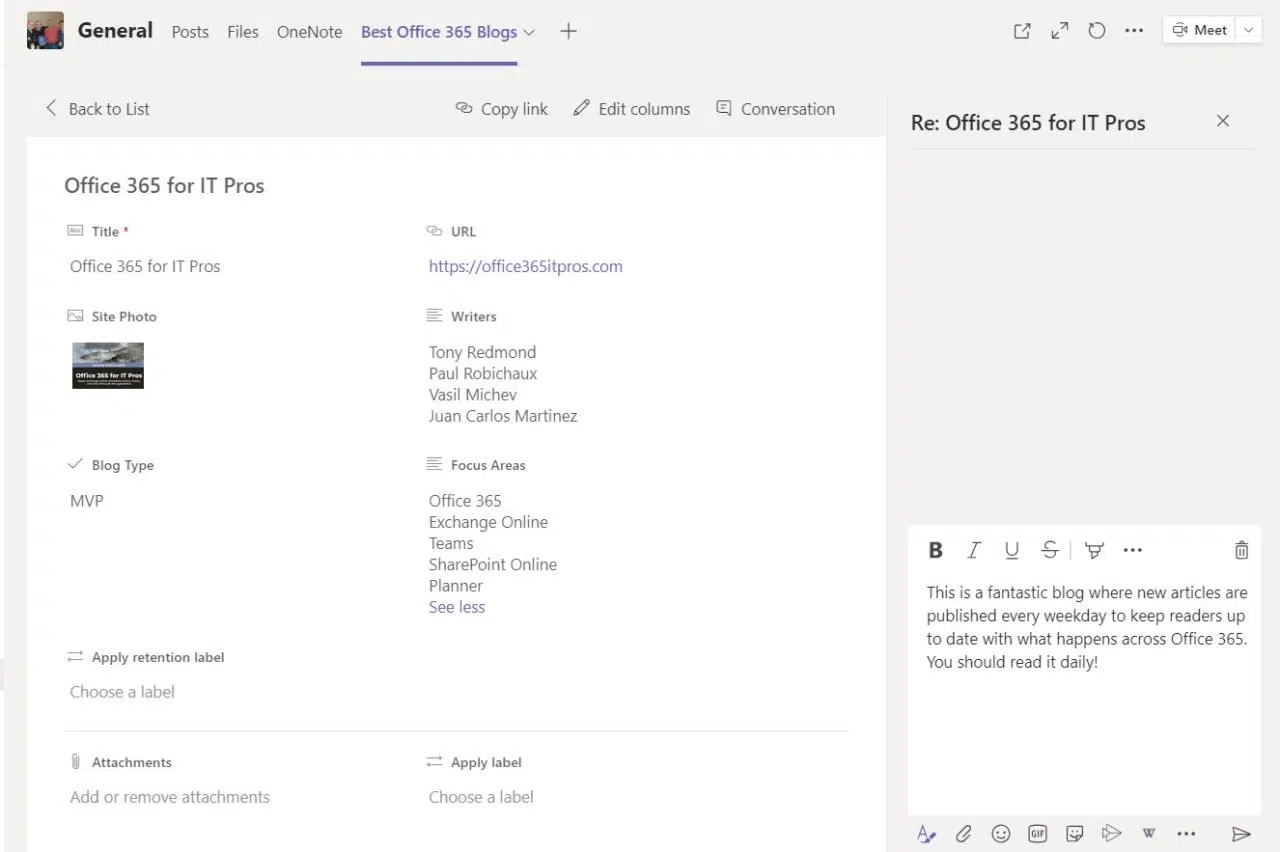 General Posts Files OneNote Best Office 365 Blogs Meet
Back to List Copy link Edit columns Conversation
Re: Office 365 for IT Pros
Office 365 for IT Pros
Abc Title * URL
Office 365 for IT Pros https://office365itpros.com
Site Photo Writers
Office 365 for IT Pros
Tony Redmond
Paul Robichaux
Vasil Michev
Juan Carlos Martinez
Blog Type Focus Areas
MVP Office 365
Exchange Online
Teams
SharePoint Online
Planner
See less
Apply retention label
Choose a label
Attachments Apply label
Add or remove attachments Choose a label
B I U S
This is a fantastic blog where new articles are
published every weekday to keep readers up
to date with what happens across Office 365.
You should read it daily!
GIF W